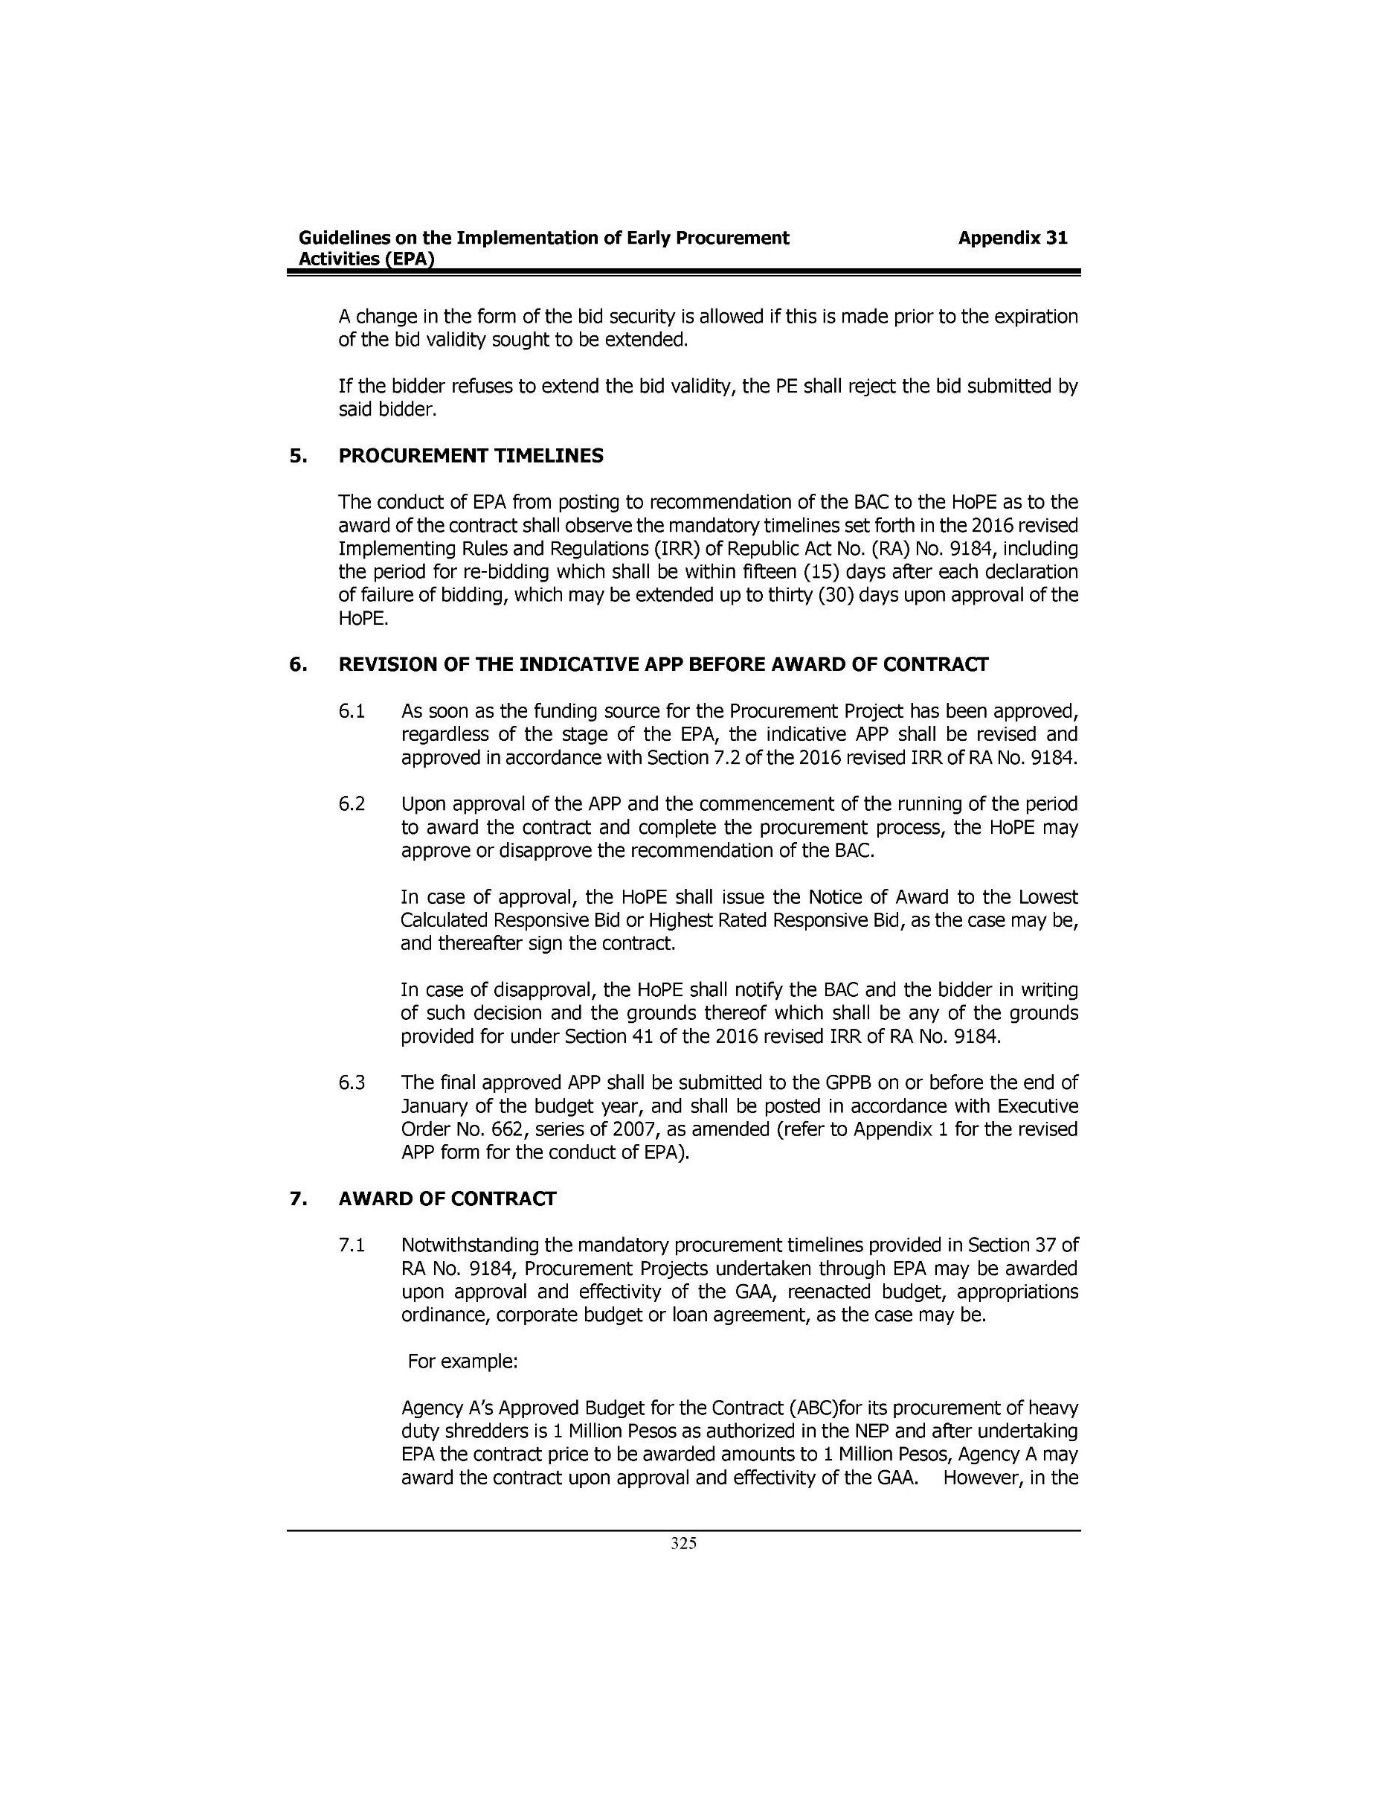 Guidelines on the Implementation of Early Procurement Appendix 31
Activities (EPA)
A change in the form of the bid security is allowed if this is made prior to the expiration
of the bid validity sought to be extended.
If the bidder refuses to extend the bid validity, the PE shall reject the bid submitted by
said bidder.
5. PROCUREMENT TIMELINES
The conduct of EPA from posting to recommendation of the BAC to the HoPE as to the
award of the contract shall observe the mandatory timelines set forth in the 2016 revised
Implementing Rules and Regulations (IRR) of Republic Act No. (RA) No. 9184, including
the period for re-bidding which shall be within fifteen (15) days after each declaration
of failure of bidding, which may be extended up to thirty (30) days upon approval of the
HoPE.
6. REVISION OF THE INDICATIVE APP BEFORE AWARD OF CONTRACT
6.1 As soon as the funding source for the Procurement Project has been approved,
regardless of the stage of the EPA, the indicative APP shall be revised and
approved in accordance with Section 7.2 of the 2016 revised IRR of RA No. 9184.
6.2 Upon approval of the APP and the commencement of the running of the period
to award the contract and complete the procurement process, the HoPE may
approve or disapprove the recommendation of the BAC.
In case of approval, the HoPE shall issue the Notice of Award to the Lowest
Calculated Responsive Bid or Highest Rated Responsive Bid, as the case may be,
and thereafter sign the contract.
In case of disapproval, the HoPE shall notify the BAC and the bidder in writing
of such decision and the grounds thereof which shall be any of the grounds
provided for under Section 41 of the 2016 revised IRR of RA No. 9184.
6.3 The final approved APP shall be submitted to the GPPB on or before the end of
January of the budget year, and shall be posted in accordance with Executive
Order No. 662, series of 2007, as amended (refer to Appendix 1 for the revised
APP form for the conduct of EPA).
7. AWARD OF CONTRACT
7.1 Notwithstanding the mandatory procurement timelines provided in Section 37 of
RA No. 9184, Procurement Projects undertaken through EPA may be awarded
upon approval and effectivity of the GAA, reenacted budget, appropriations
ordinance, corporate budget or loan agreement, as the case may be.
For example:
Agency A's Approved Budget for the Contract (ABC)for its procurement of heavy
duty shredders is 1 Million Pesos as authorized in the NEP and after undertaking
EPA the contract price to be awarded amounts to 1 Million Pesos, Agency A may
award the contract upon approval and effectivity of the GAA. However, in the
325